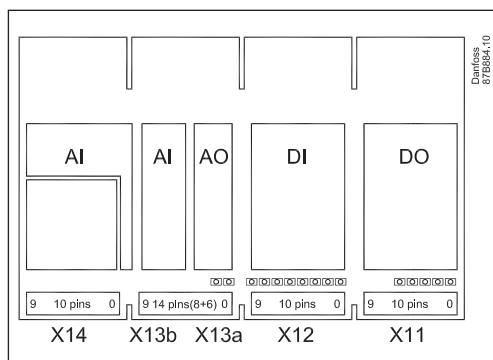 Danfoss
87B884.10
AI AI AO DI DO
9 10 pins 0 9 14 pins(8+6) 0 9 10 pins 0 9 10 pins 0
X14 X13b X13a X12 X11